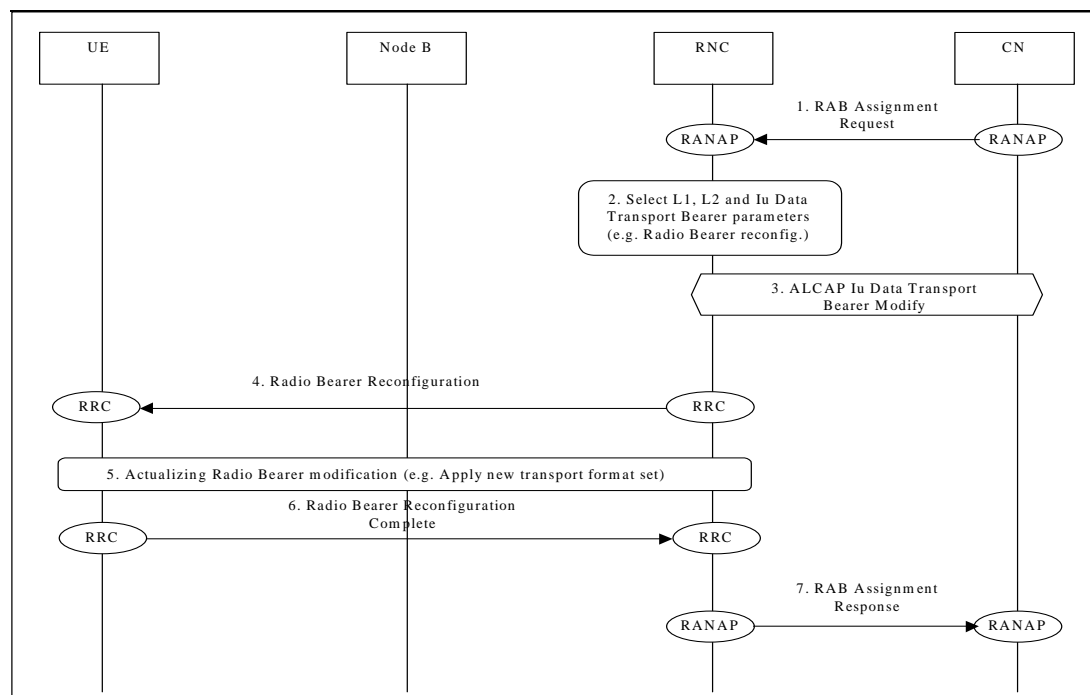 UE
Node B
RNC
CN
1. RAB Assignment
Request
RANAP
RANAP
2. Select L1, L2 and Iu Data
Transport Bearer parameters
(e.g. Radio Bearer reconfig.)
3. ALCAP Iu Data Transport
Bearer Modify
4. Radio Bearer Reconfiguration
RRC
RRC
5. Actualizing Radio Bearer modification (e.g. Apply new transport format set)
6. Radio Bearer Reconfiguration
Complete
RRC
RRC
7. RAB Assignment
Response
RANAP
RANAP